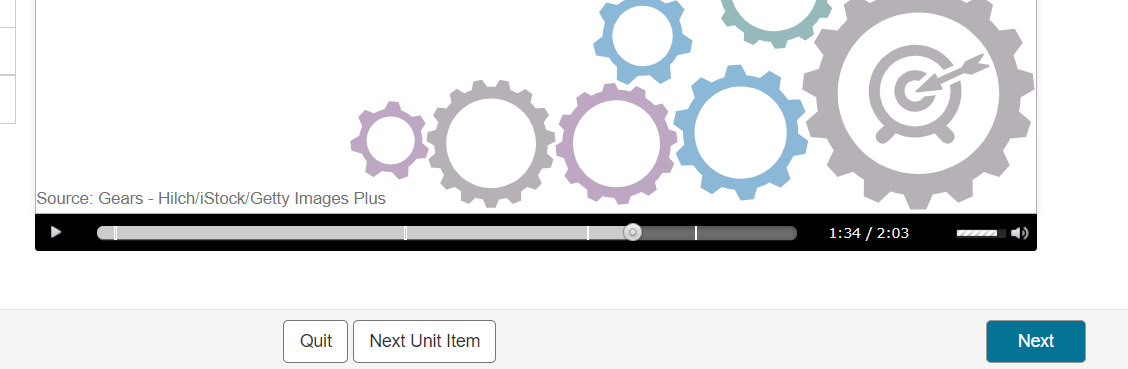 Source: Gears - Hilch/iStock/Getty Images Plus
1:34 / 2:03
Quit
Next Unit Item
Next